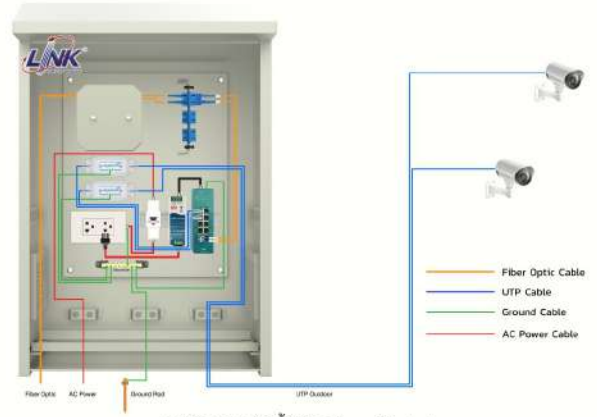 LINK
Fiber Optic Cable
UTP Cable
Ground Cable
AC Power Cable
Fiber Optic
AC Power
Ground Rod
UTP Outdoor